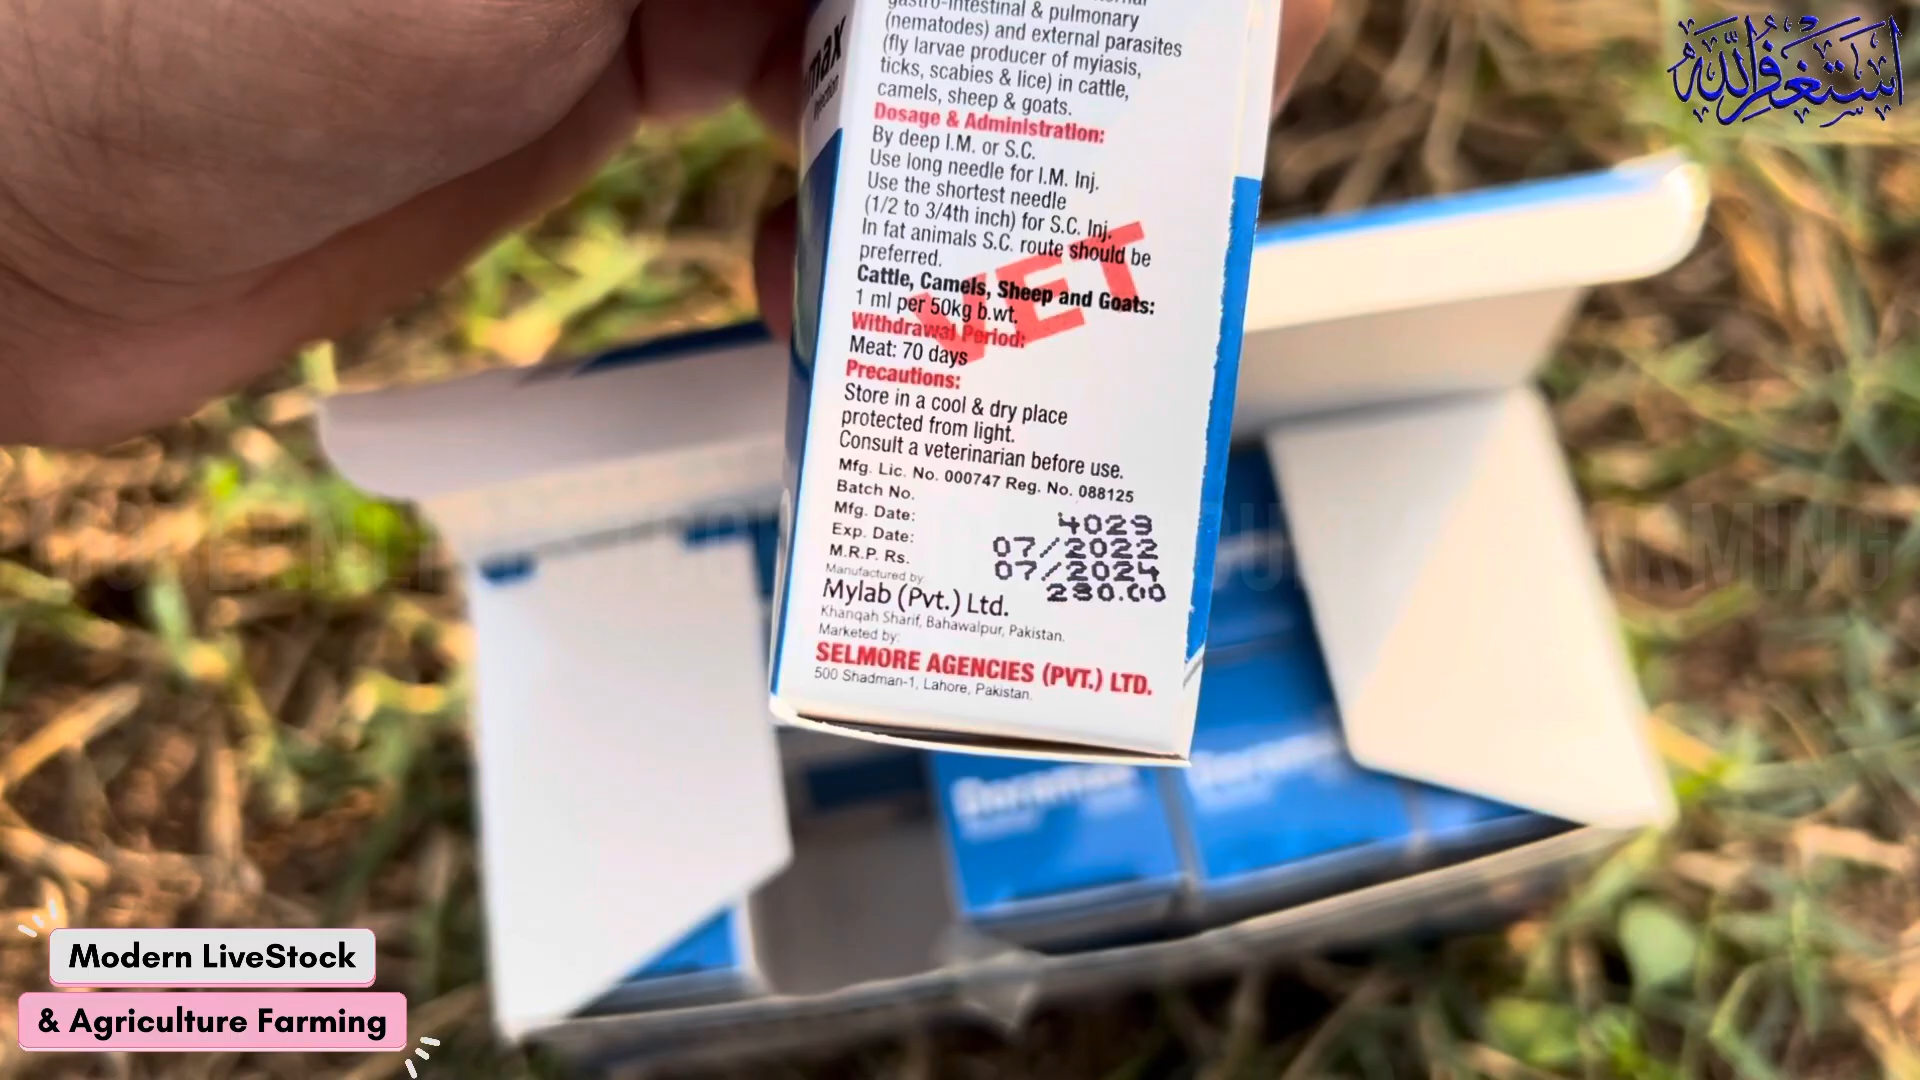 gastro-intestinal & pulmonary
(nematodes) and external parasites
(fly larvae producer of myiasis,
ticks, scabies & lice) in cattle,
camels, sheep & goats.
Dosage & Administration:
By deep I.M. or S.C.
Use long needle for I.M. Inj.
Use the shortest needle
(1/2 to 3/4th inch) for S.C. Inj.
In fat animals S.C. route should be
preferred.
Cattle, Camels, Sheep and Goats:
1 ml per 50kg b.wt.
Withdrawal Period:
Meat: 70 days
Precautions:
Store in a cool & dry place
protected from light.
Consult a veterinarian before use.
Mfg. Lic. No. 000747 Reg. No. 088125
Batch No. 4029
Mfg. Date: 07/2022
Exp. Date: 07/2024
M.R.P. Rs. 280.00
Manufactured by:
Mylab (Pvt.) Ltd.
Khanqah Sharif, Bahawalpur, Pakistan.
Marketed by:
SELMORE AGENCIES (PVT.) LTD.
500 Shadman-1, Lahore, Pakistan.
VET
استغفر الله
Modern LiveStock
& Agriculture Farming